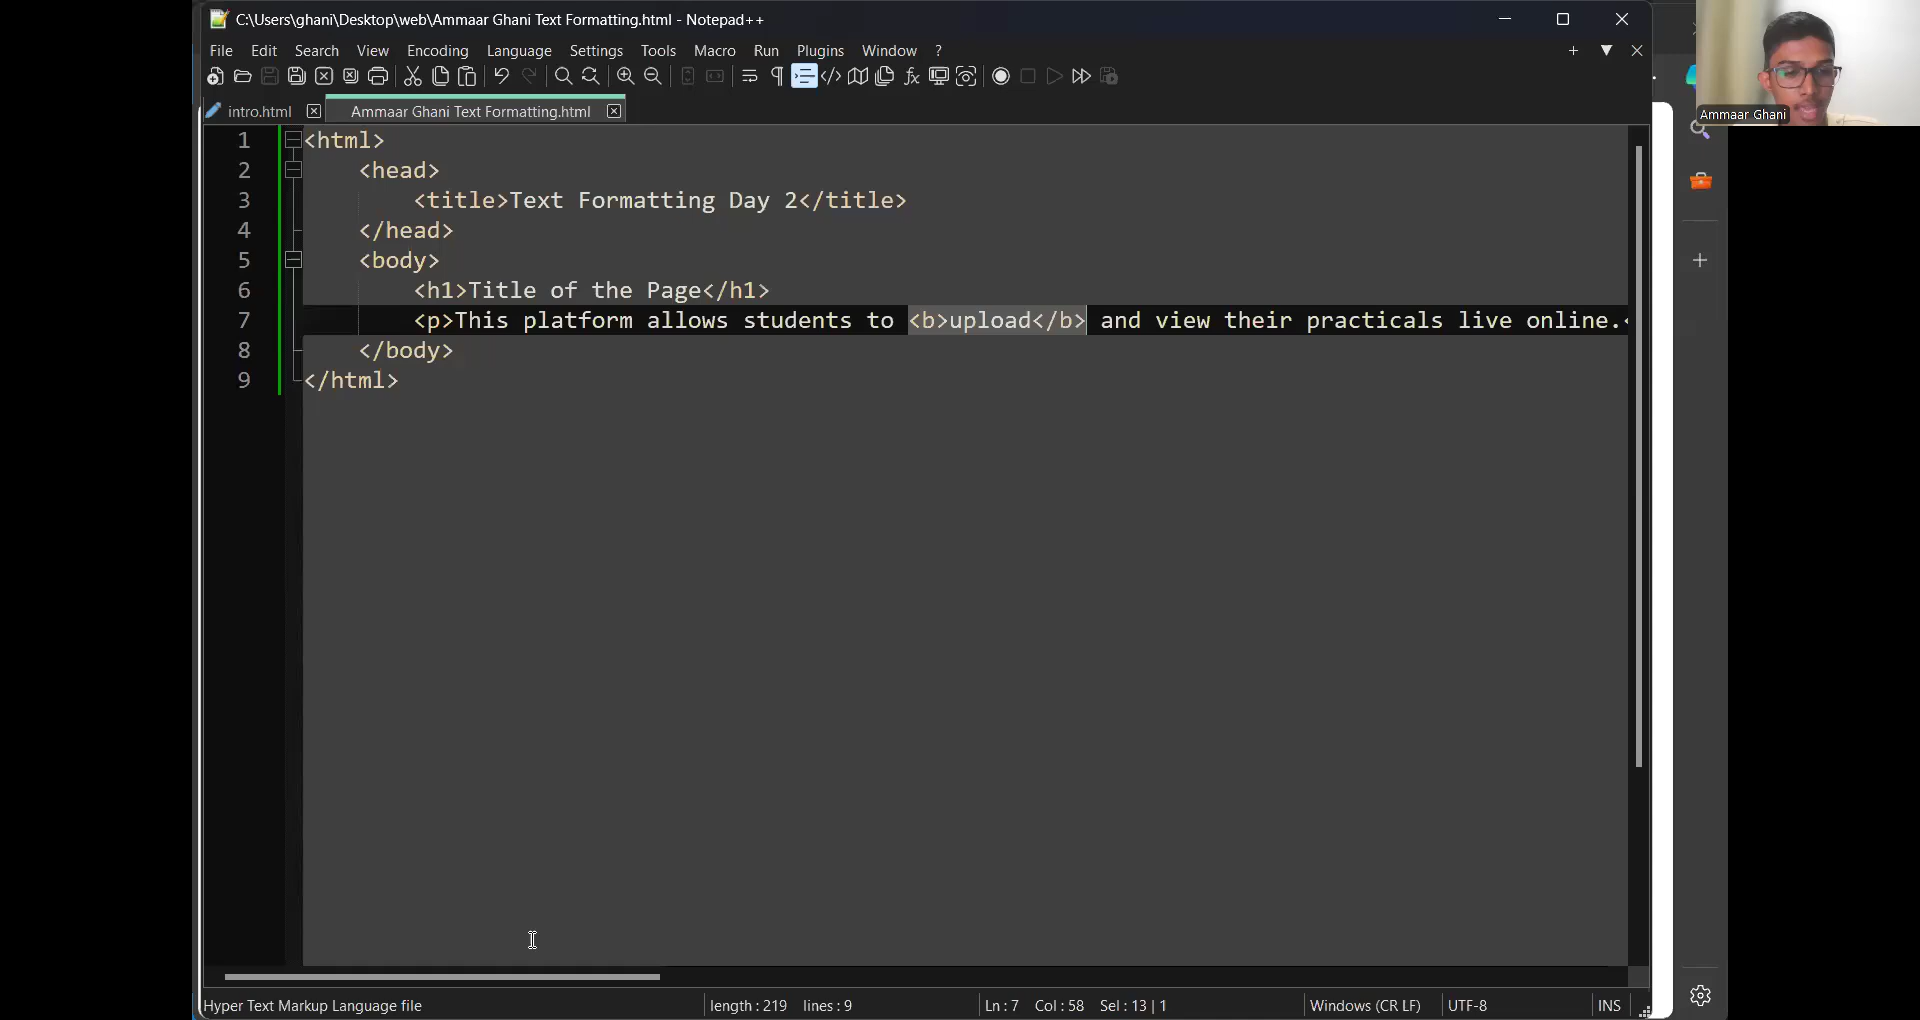 C:\Users\ghani\Desktop\web\Ammaar Ghani Text Formatting.html - Notepad++
File Edit Search View Encoding Language Settings Tools Macro Run Plugins Window ?
intro.html Ammaar Ghani Text Formatting.html
1 <html>
2 <head>
3 <title>Text Formatting Day 2</title>
4 </head>
5 <body>
6 <h1>Title of the Page</h1>
7 <p>This platform allows students to <b>upload</b> and view their practicals live online.<
8 </body>
9 </html>
Hyper Text Markup Language file length : 219 lines : 9 Ln : 7 Col : 58 Sel : 13 | 1 Windows (CR LF) UTF-8 INS
Ammaar Ghani